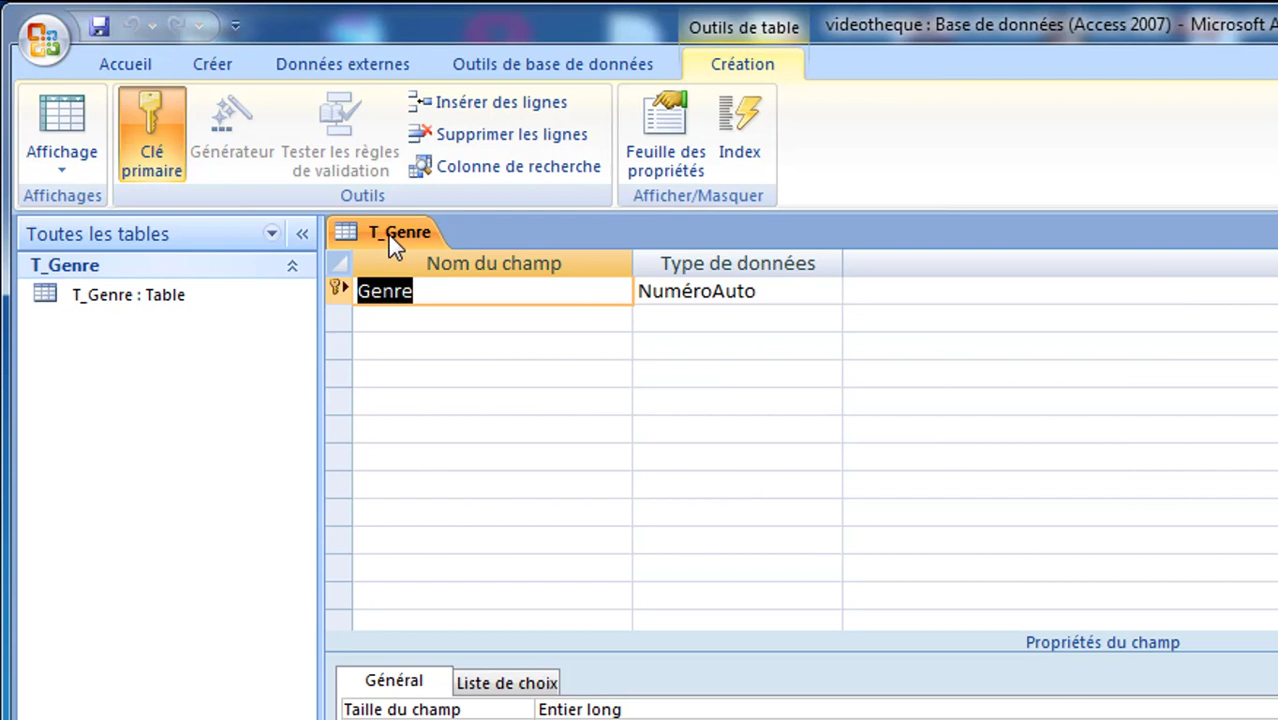 Outils de table
videotheque : Base de données (Access 2007) - Microsoft A
Accueil
Créer
Données externes
Outils de base de données
Création
Affichage
Clé
primaire
Générateur
Tester les règles
de validation
Insérer des lignes
Supprimer les lignes
Colonne de recherche
Feuille des
propriétés
Index
Affichages
Outils
Afficher/Masquer
Toutes les tables
T_Genre
T_Genre : Table
T_Genre
Nom du champ
Type de données
Genre
NuméroAuto
Propriétés du champ
Général
Liste de choix
Taille du champ
Entier long